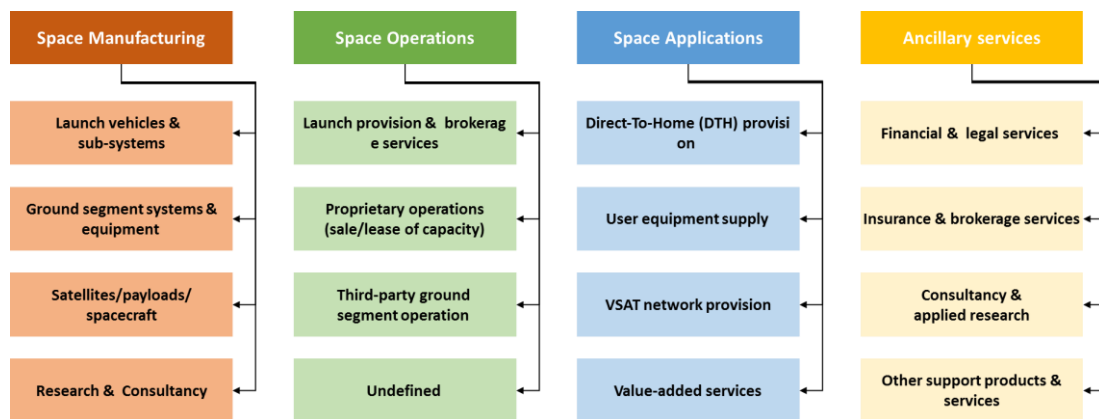 Space Manufacturing
Launch vehicles &
sub-systems
Ground segment systems &
equipment
Satellites/payloads/
spacecraft
Research & Consultancy
Space Operations
Launch provision & brokerag
e services
Proprietary operations
(sale/lease of capacity)
Third-party ground
segment operation
Undefined
Space Applications
Direct-To-Home (DTH) provisi
on
User equipment supply
VSAT network provision
Value-added services
Ancillary services
Financial & legal services
Insurance & brokerage services
Consultancy &
applied research
Other support products &
services